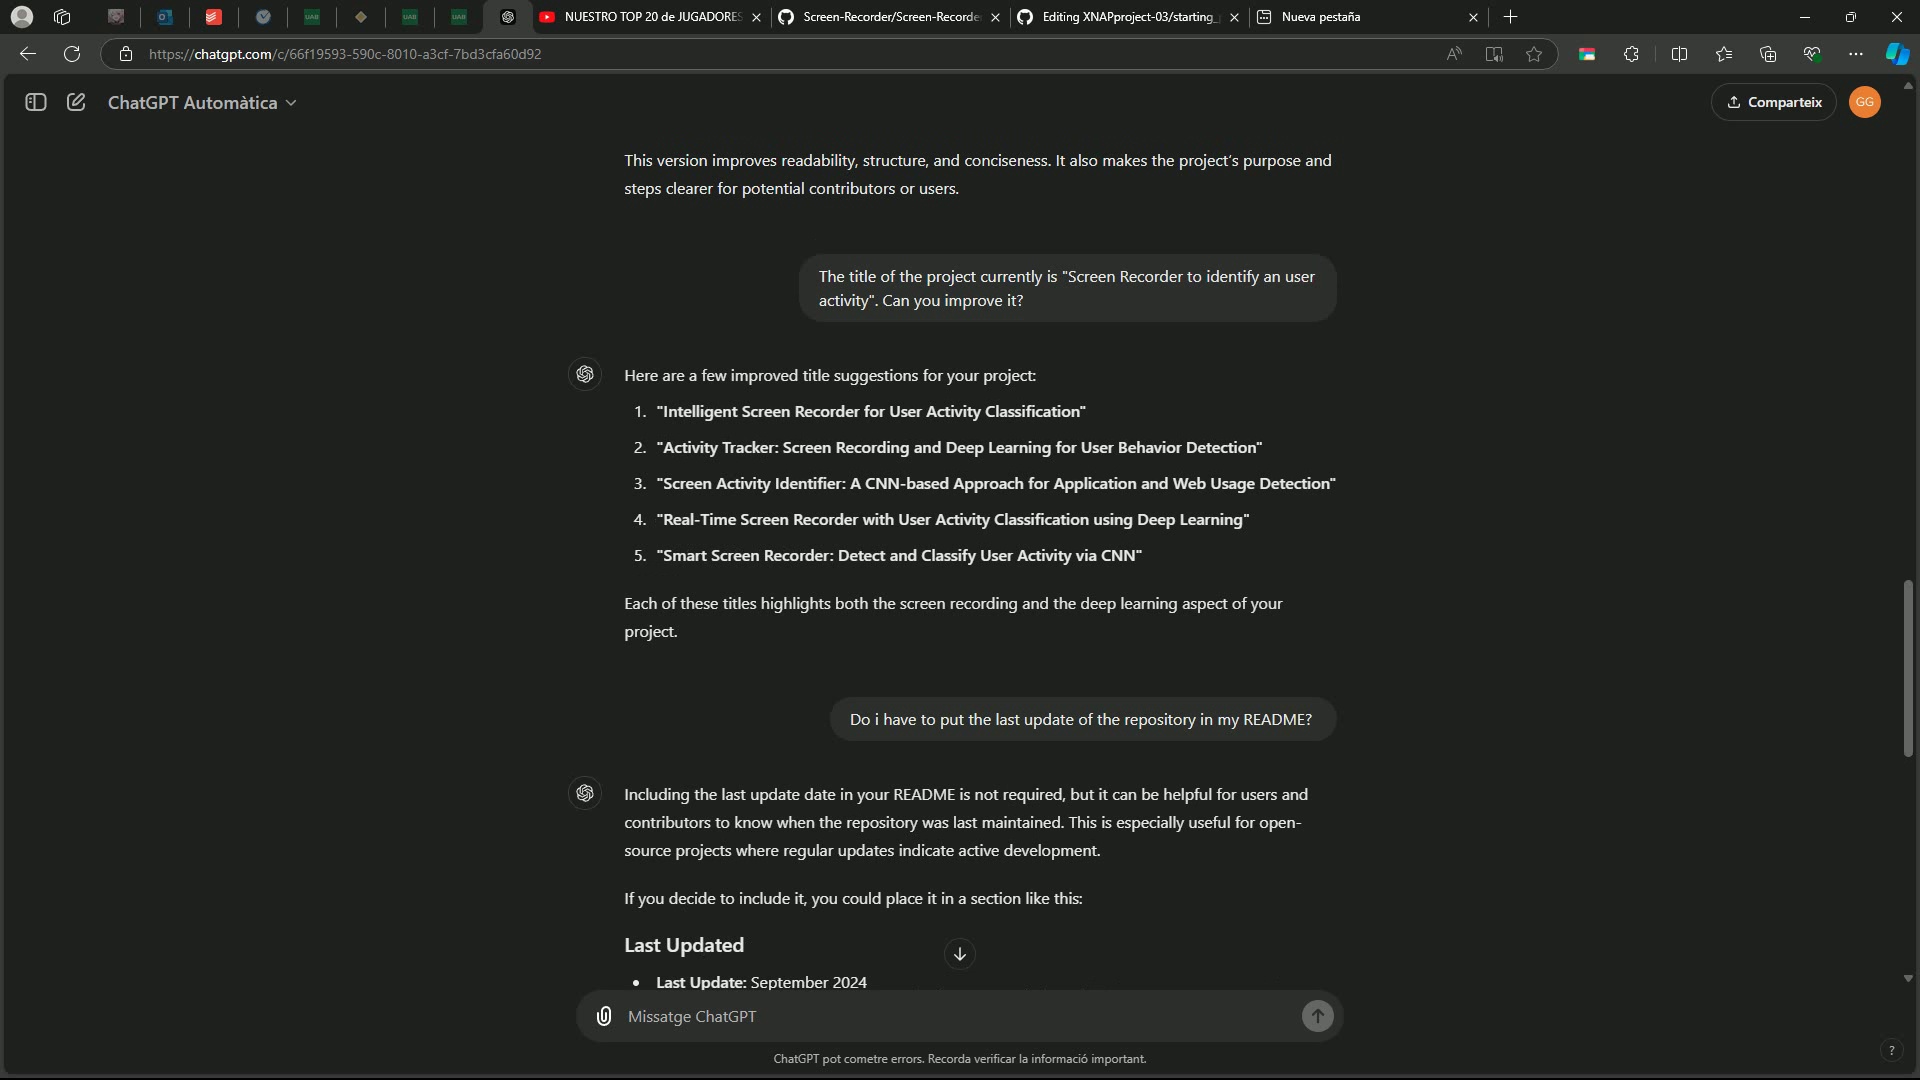 NUESTRO TOP 20 de JUGADORES
Screen-Recorder/Screen-Recorde
Editing XNAPproject-03/starting_
Nueva pestaña
https://chatgpt.com/c/66f19593-590c-8010-a3cf-7bd3cfa60d92
ChatGPT Automàtica
Comparteix
GG
This version improves readability, structure, and conciseness. It also makes the project's purpose and
steps clearer for potential contributors or users.
The title of the project currently is "Screen Recorder to identify an user
activity". Can you improve it?
Here are a few improved title suggestions for your project:
1. "Intelligent Screen Recorder for User Activity Classification"
2. "Activity Tracker: Screen Recording and Deep Learning for User Behavior Detection"
3. "Screen Activity Identifier: A CNN-based Approach for Application and Web Usage Detection"
4. "Real-Time Screen Recorder with User Activity Classification using Deep Learning"
5. "Smart Screen Recorder: Detect and Classify User Activity via CNN"
Each of these titles highlights both the screen recording and the deep learning aspect of your
project.
Do i have to put the last update of the repository in my README?
Including the last update date in your README is not required, but it can be helpful for users and
contributors to know when the repository was last maintained. This is especially useful for open-
source projects where regular updates indicate active development.
If you decide to include it, you could place it in a section like this:
Last Updated
• Last Update: September 2024
Missatge ChatGPT
ChatGPT pot cometre errors. Recorda verificar la informació important.
?